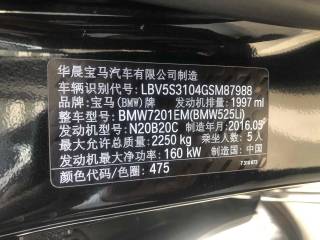 华晨宝马汽车有限公司制造
车辆识别代号 LBV5S3104GSM87988
品牌: 宝马(BMW)牌 发动机排量: 1997 ml
整车型号: BMW7201EM(BMW525Li)
发动机型号: N20B20C 制造年月: 2016.05
最大允许总质量: 2250 kg 乘坐人数: 5 人
发动机最大净功率: 160 kW 制造国: 中国
颜色代码/色圈: 475